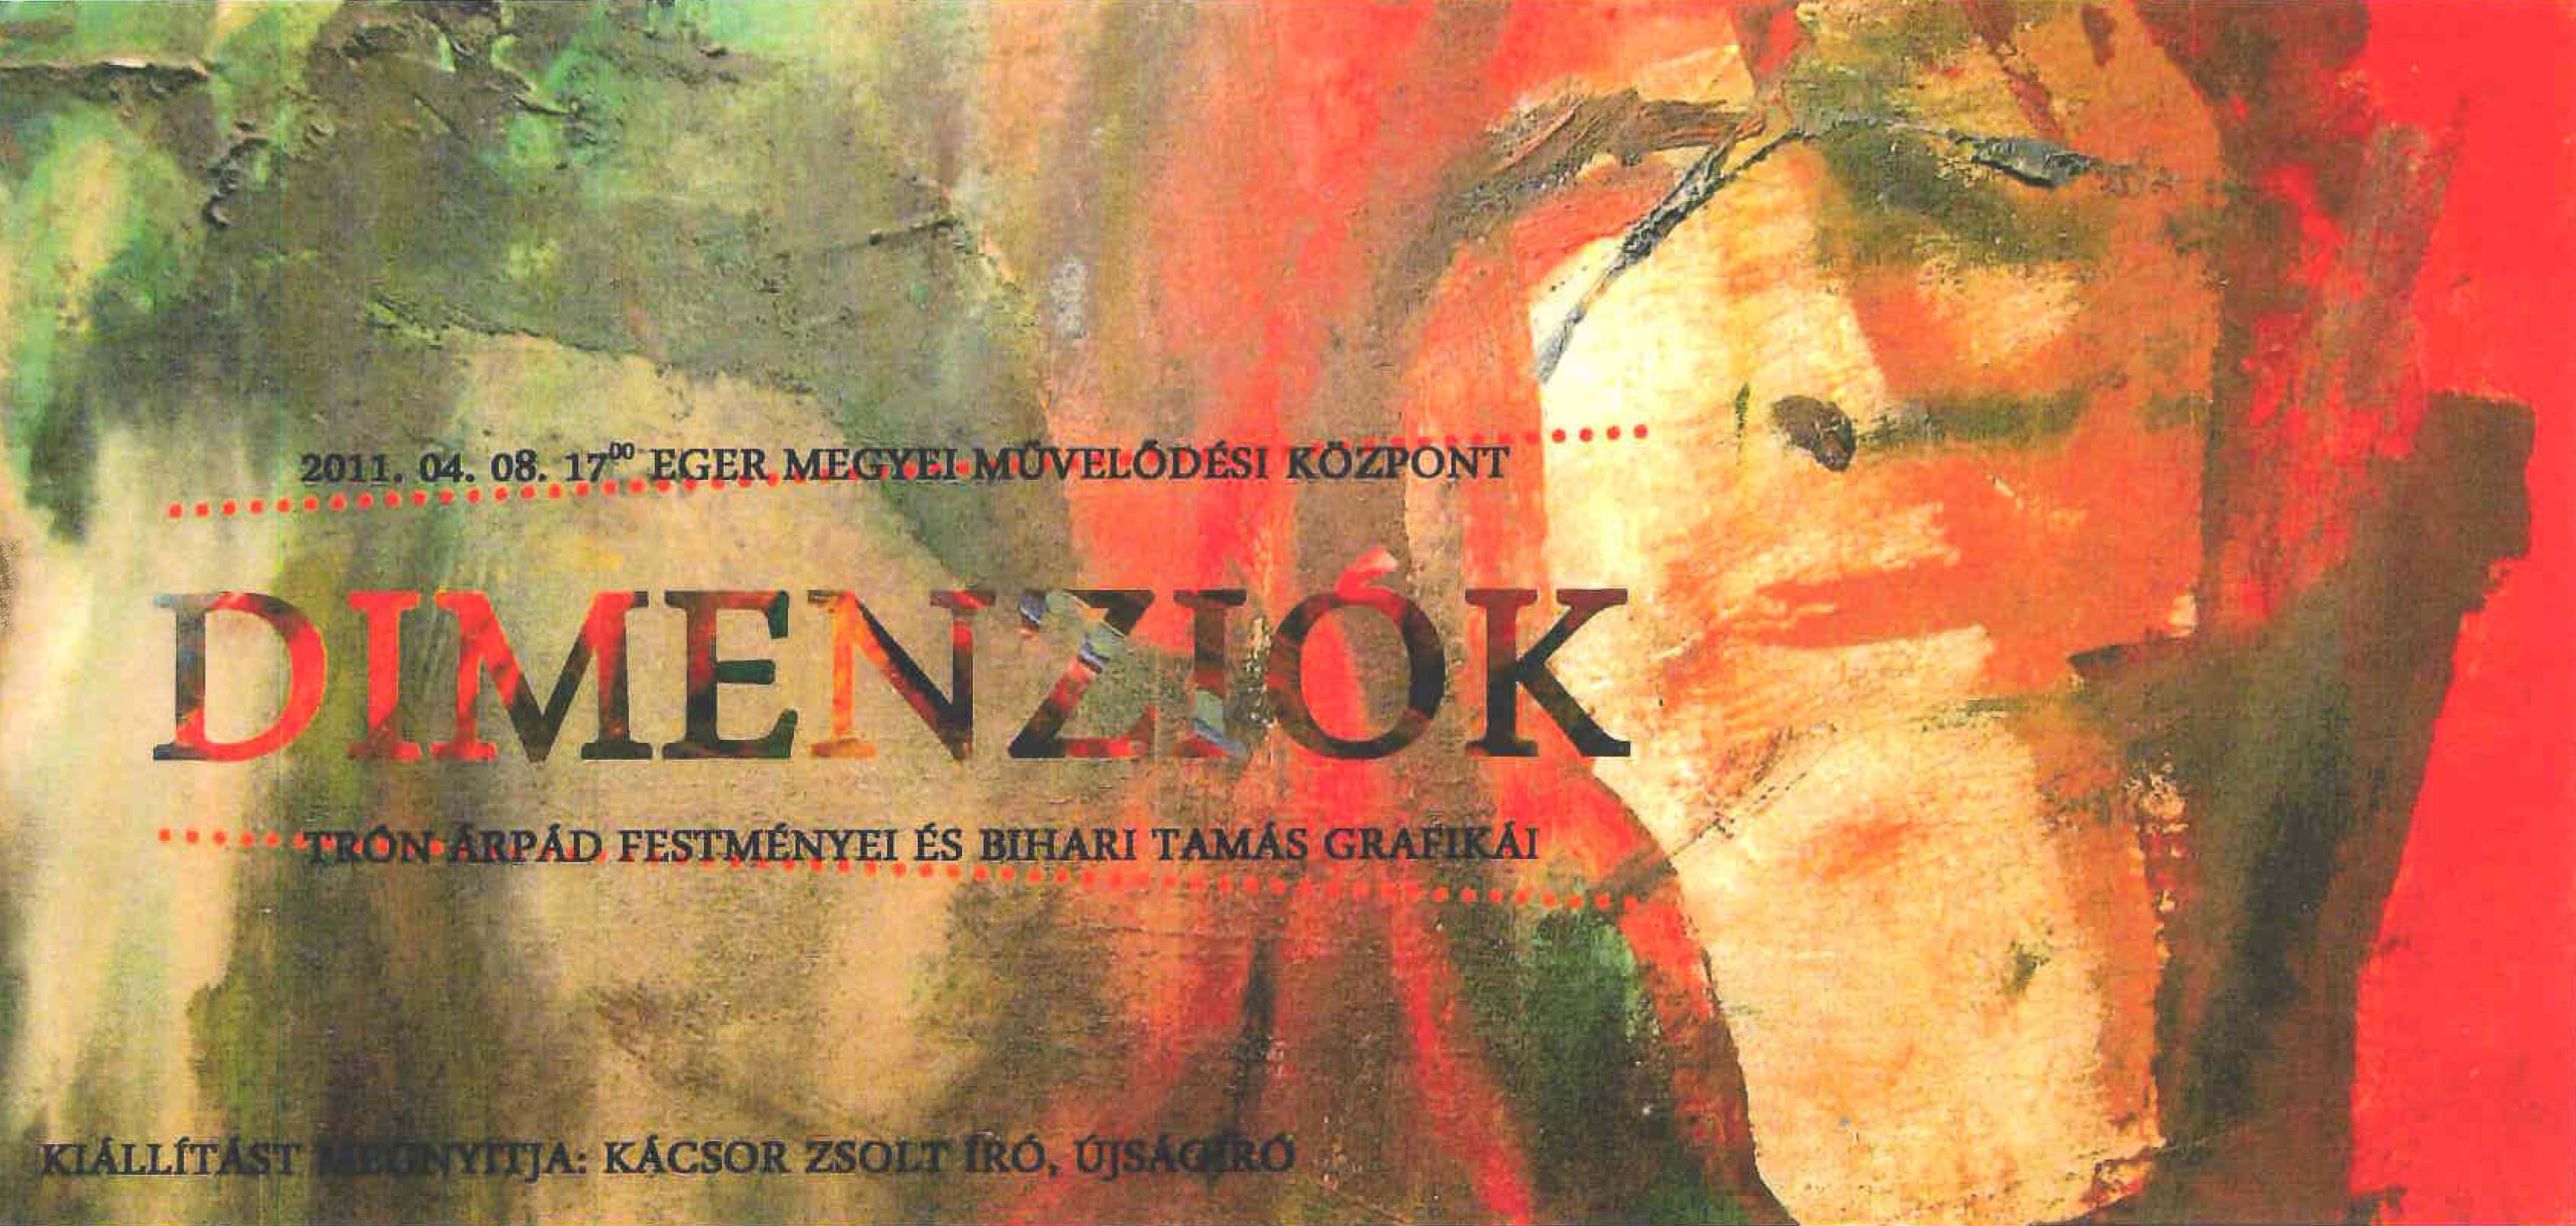 2011. 04. 08. 17⁰⁰ EGER MEGYEI MŰVELŐDÉSI KÖZPONT
DIMENZIÓK
TRÓN ÁRPÁD FESTMÉNYEI ÉS BIHARI TAMÁS GRAFIKÁI
KIÁLLÍTÁST MEGNYITJA: KÁCSOR ZSOLT ÍRÓ, ÚJSÁGÍRÓ